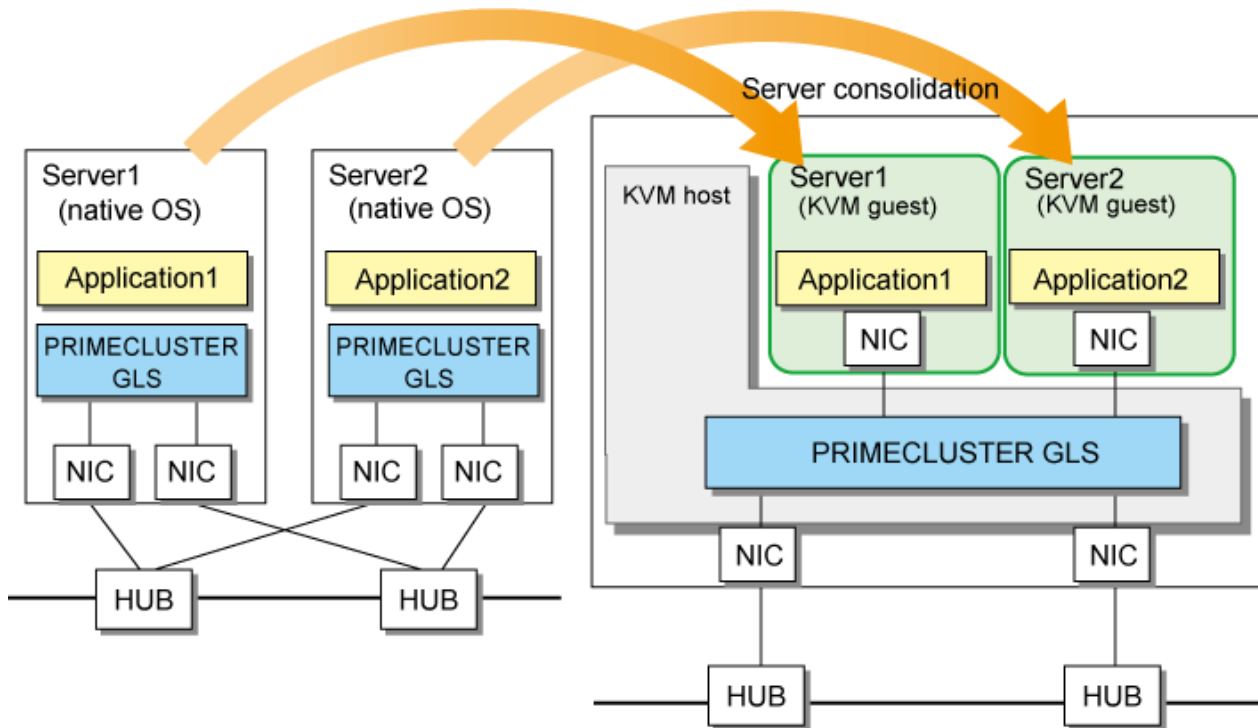 Server consolidation
Server1
(native OS)
Application1
PRIMECLUSTER
GLS
NIC
NIC
Server2
(native OS)
Application2
PRIMECLUSTER
GLS
NIC
NIC
HUB
HUB
KVM host
Server1
(KVM guest)
Application1
NIC
Server2
(KVM guest)
Application2
NIC
PRIMECLUSTER GLS
NIC
NIC
HUB
HUB